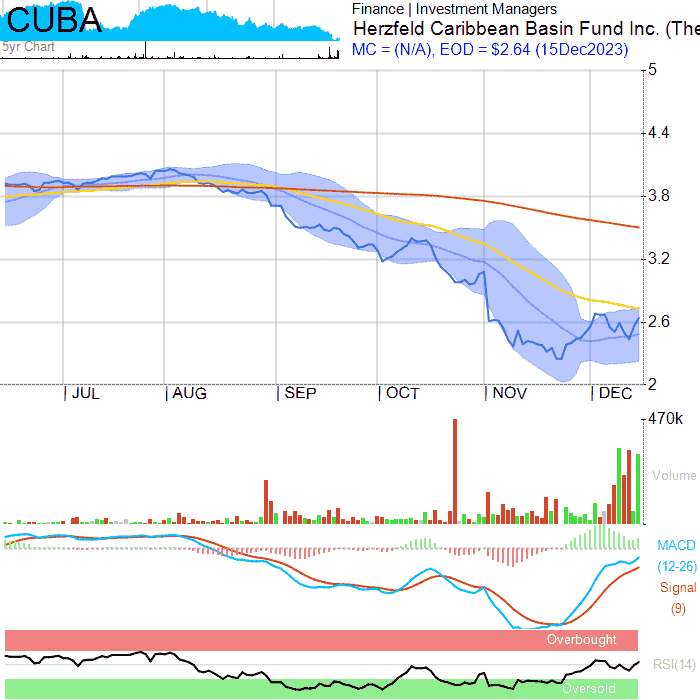 CUBA
5yr Chart
Finance | Investment Managers
Herzfeld Caribbean Basin Fund Inc. (The
MC = (N/A), EOD = $2.64 (15Dec2023)
5
4.4
3.8
3.2
2.6
2
JUL
AUG
SEP
OCT
NOV
DEC
470k
Volume
MACD
(12-26)
Signal
(9)
Overbought
RSI(14)
Oversold